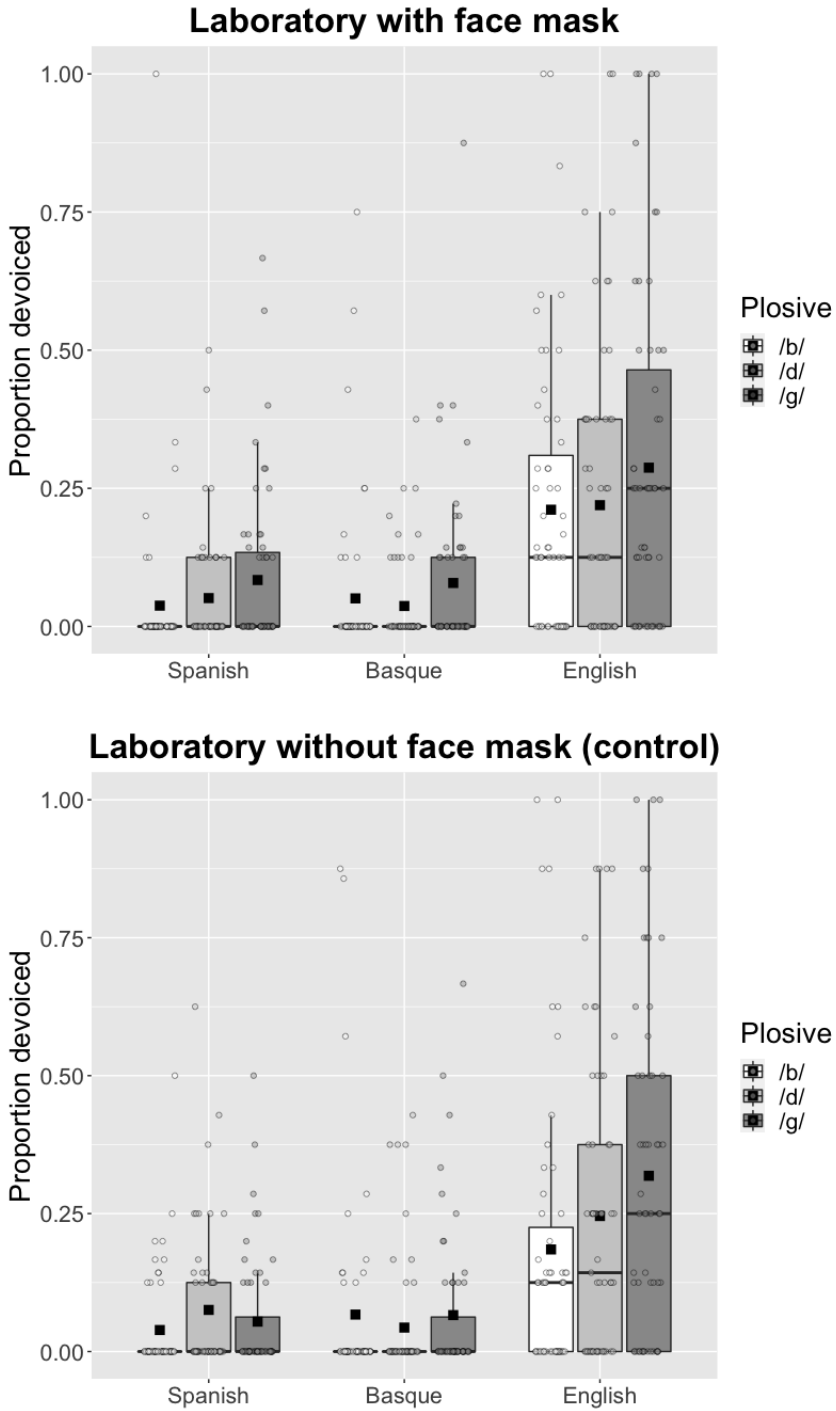 Laboratory with face mask
Proportion devoiced
1.00
0.75
0.50
0.25
0.00
Spanish Basque English
Plosive
/b/
/d/
/g/
Laboratory without face mask (control)
Proportion devoiced
1.00
0.75
0.50
0.25
0.00
Spanish Basque English
Plosive
/b/
/d/
/g/